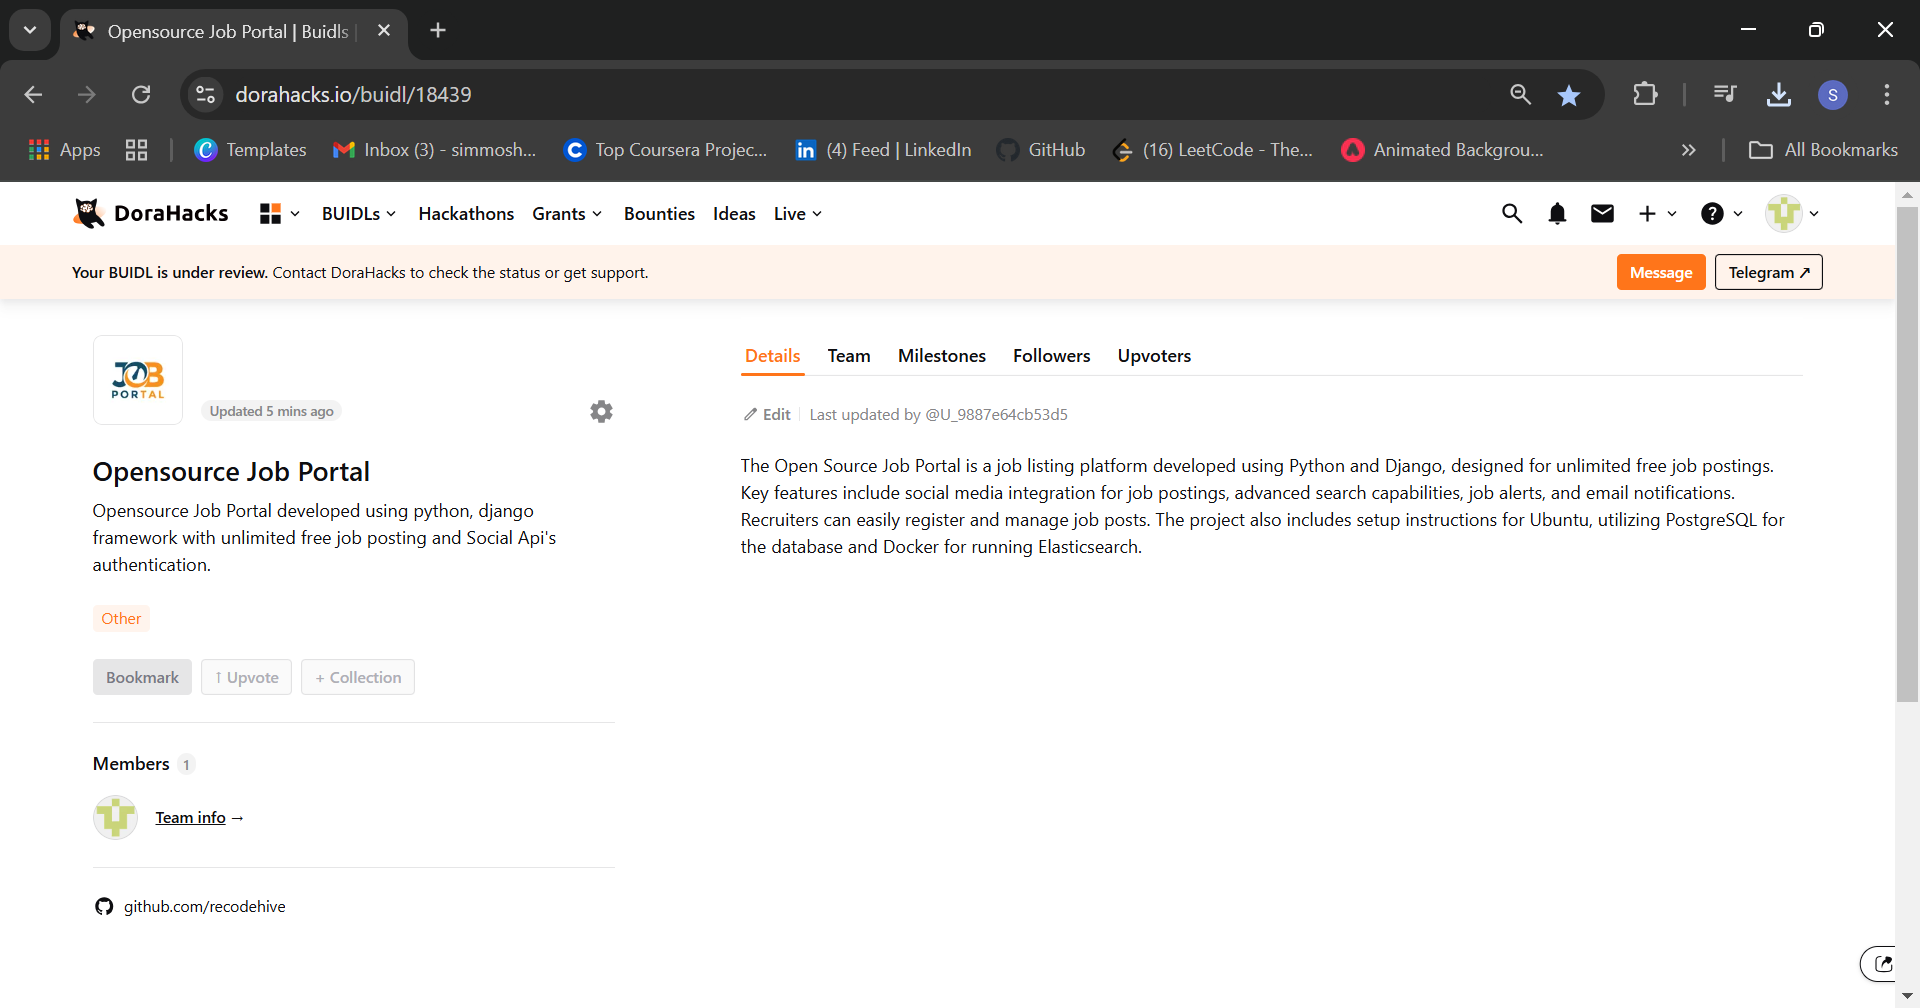 Opensource Job Portal | Buidls |
dorahacks.io/buidl/18439
S
Apps
Templates
Inbox (3) - simmosh...
Top Coursera Projec...
(4) Feed | LinkedIn
GitHub
(16) LeetCode - The...
Animated Backgrou...
All Bookmarks
DoraHacks
BUIDLs
Hackathons
Grants
Bounties
Ideas
Live
Your BUIDL is under review. Contact DoraHacks to check the status or get support.
Message
Telegram ↗
JOB
PORTAL
Updated 5 mins ago
Opensource Job Portal
Opensource Job Portal developed using python, django
framework with unlimited free job posting and Social Api's
authentication.
Other
Bookmark
↑ Upvote
+ Collection
Members 1
Team info →
github.com/recodehive
Details
Team
Milestones
Followers
Upvoters
Edit
Last updated by @U_9887e64cb53d5
The Open Source Job Portal is a job listing platform developed using Python and Django, designed for unlimited free job postings.
Key features include social media integration for job postings, advanced search capabilities, job alerts, and email notifications.
Recruiters can easily register and manage job posts. The project also includes setup instructions for Ubuntu, utilizing PostgreSQL for
the database and Docker for running Elasticsearch.